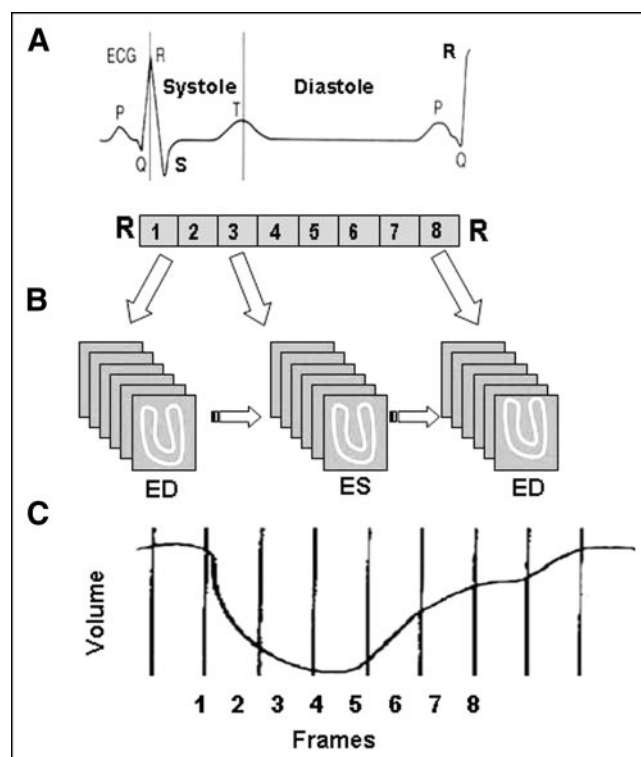 A
ECG R R
Systole Diastole
P T P
Q S Q
R 1 2 3 4 5 6 7 8 R
B
ED ES ED
C
Volume
1 2 3 4 5 6 7 8
Frames